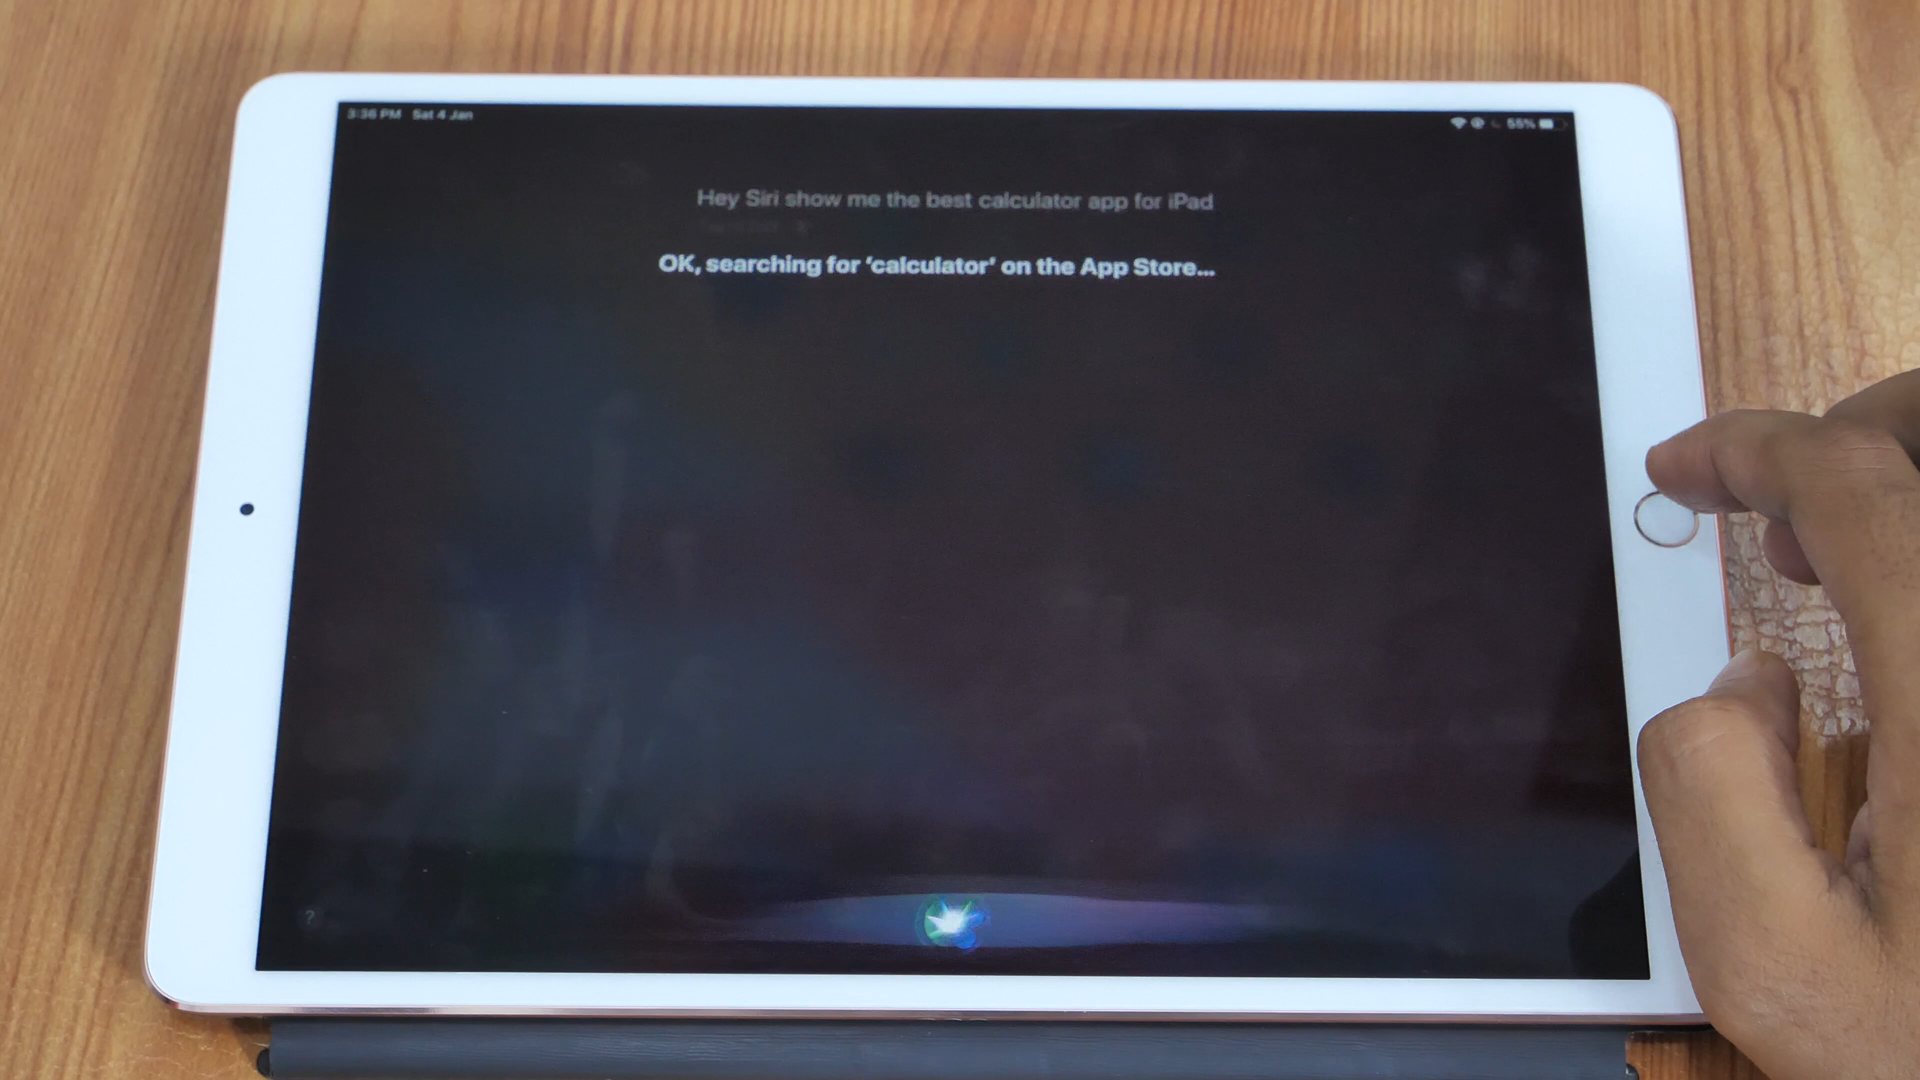 3:36 PM Sat 4 Jan
55%
Hey Siri show me the best calculator app for iPad
OK, searching for ‘calculator’ on the App Store...
?